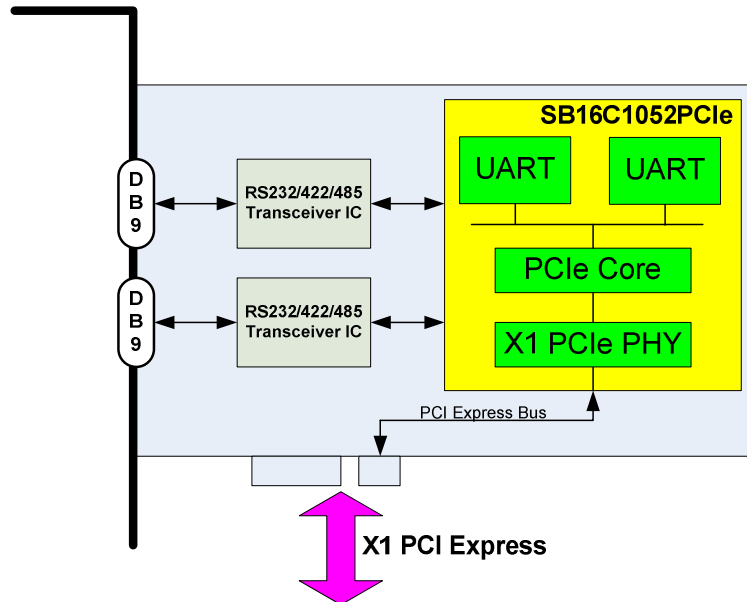 SB16C1052PCIe
UART
UART
D
B
9
RS232/422/485
Transceiver IC
PCIe Core
D
B
9
RS232/422/485
Transceiver IC
X1 PCIe PHY
PCI Express Bus
X1 PCI Express